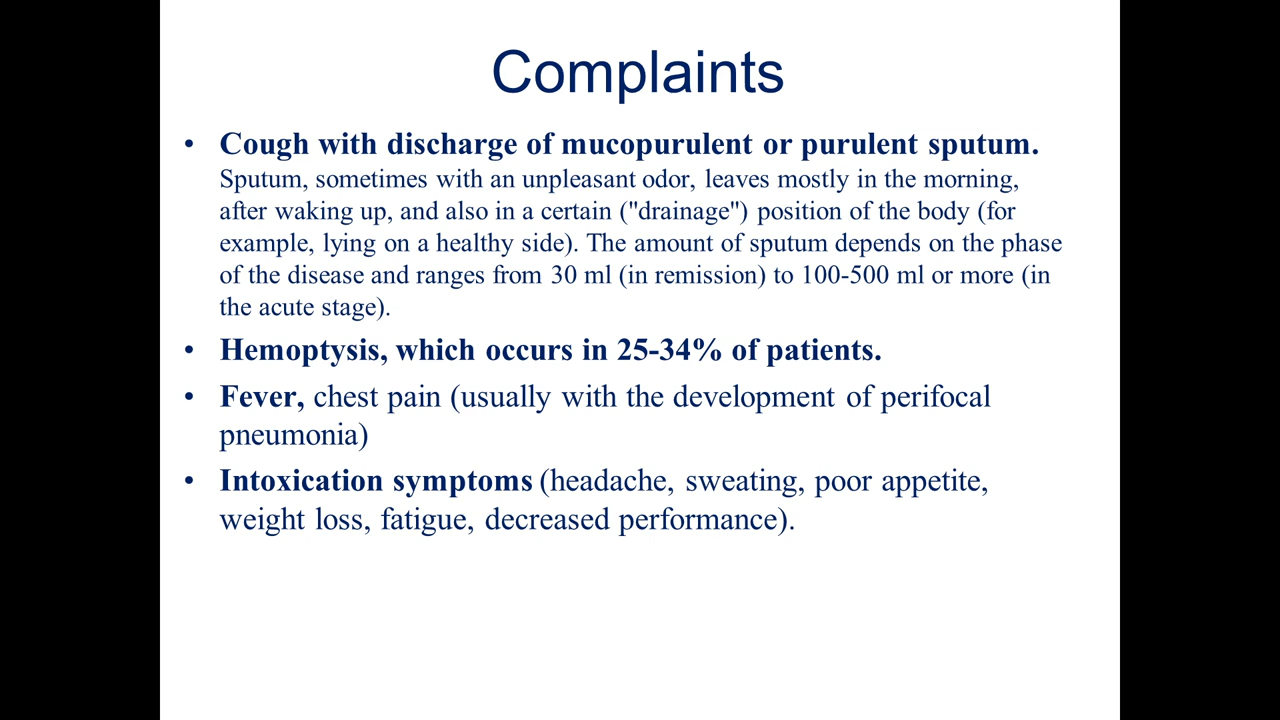 Complaints
• Cough with discharge of mucopurulent or purulent sputum.
Sputum, sometimes with an unpleasant odor, leaves mostly in the morning,
after waking up, and also in a certain ("drainage") position of the body (for
example, lying on a healthy side). The amount of sputum depends on the phase
of the disease and ranges from 30 ml (in remission) to 100-500 ml or more (in
the acute stage).
• Hemoptysis, which occurs in 25-34% of patients.
• Fever, chest pain (usually with the development of perifocal
pneumonia)
• Intoxication symptoms (headache, sweating, poor appetite,
weight loss, fatigue, decreased performance).